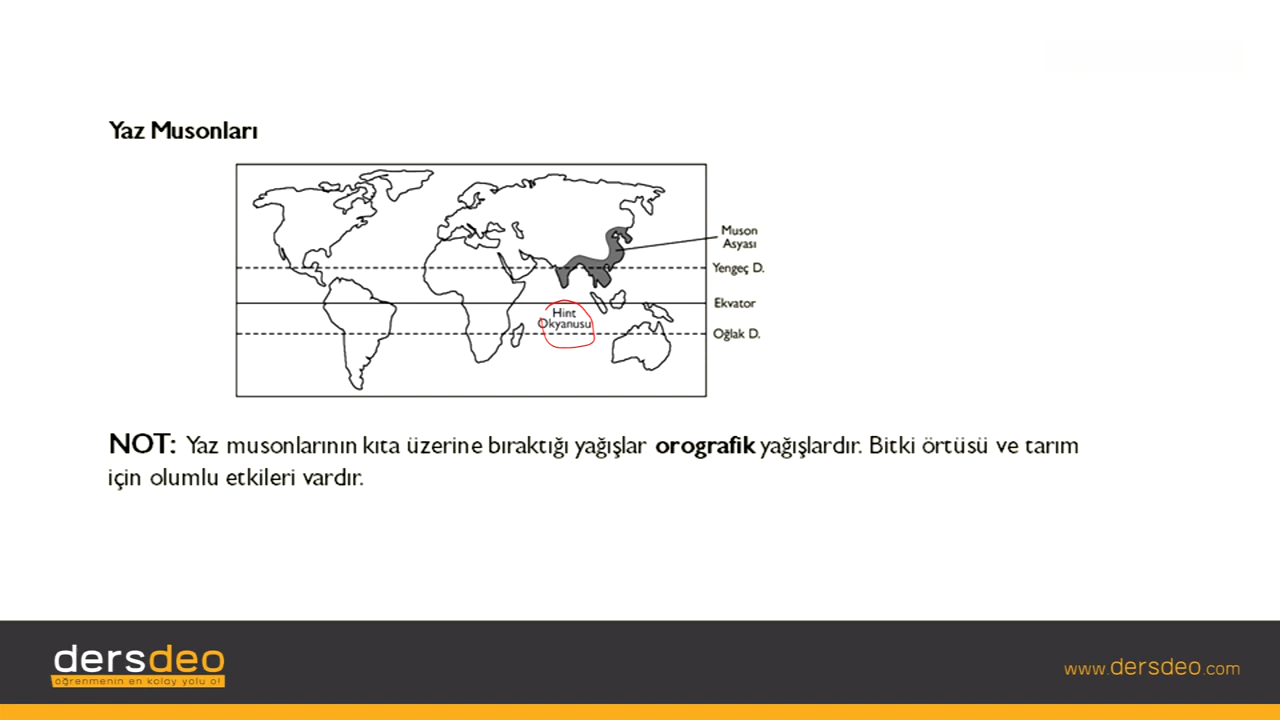 Yaz Musonları
Muson
Asyası
Yengeç D.
Ekvator
Hint
Okyanusu
Oğlak D.
NOT: Yaz musonlarının kıta üzerine bıraktığı yağışlar orografik yağışlardır. Bitki örtüsü ve tarım
için olumlu etkileri vardır.
dersdeo
öğrenmenin en kolay yolu o!
www.dersdeo.com